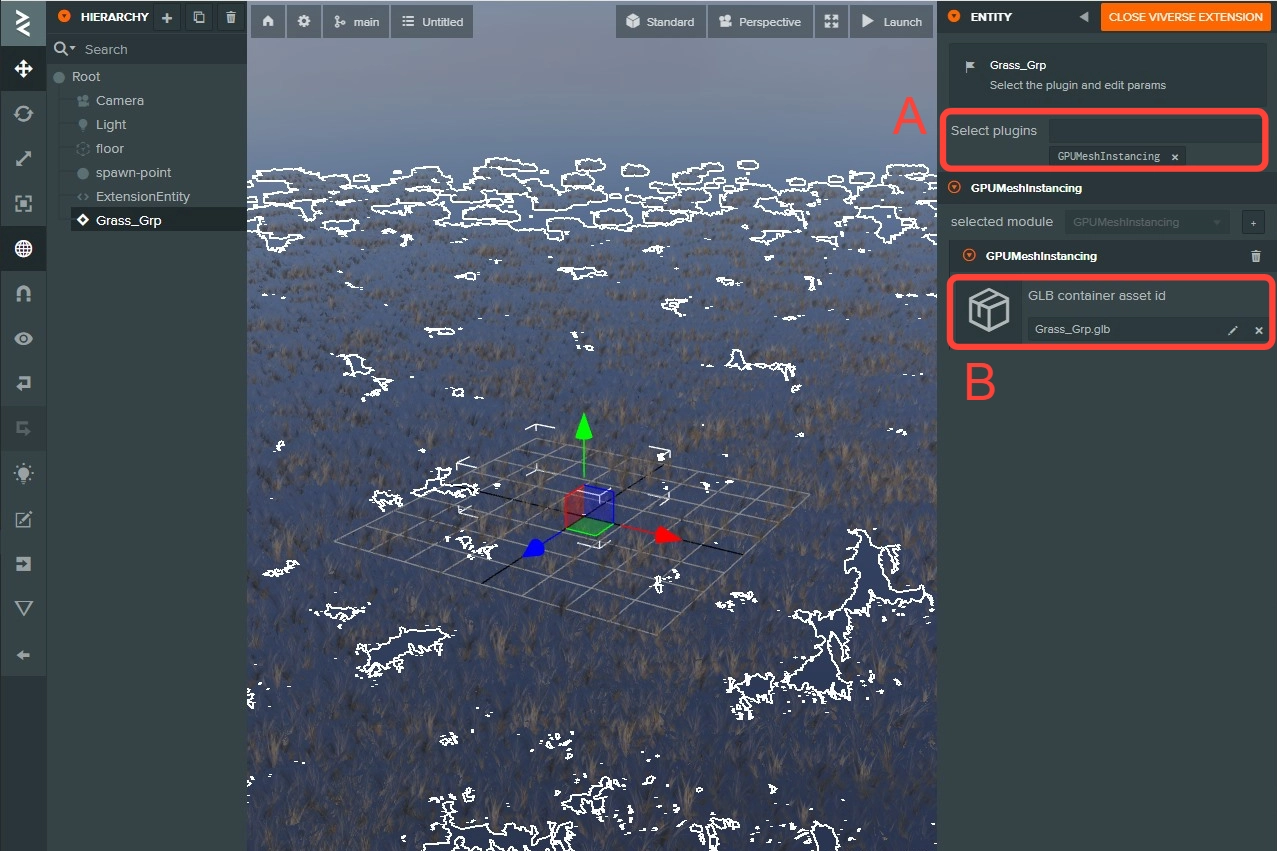 HIERARCHY
Search
Root
Camera
Light
floor
spawn-point
ExtensionEntity
Grass_Grp
main
Untitled
Standard
Perspective
Launch
ENTITY
CLOSE VIVERSE EXTENSION
Grass_Grp
Select the plugin and edit params
A
Select plugins
GPUMeshInstancing ×
GPUMeshInstancing
selected module GPUMeshInstancing +
GPUMeshInstancing
GLB container asset id
Grass_Grp.glb
B